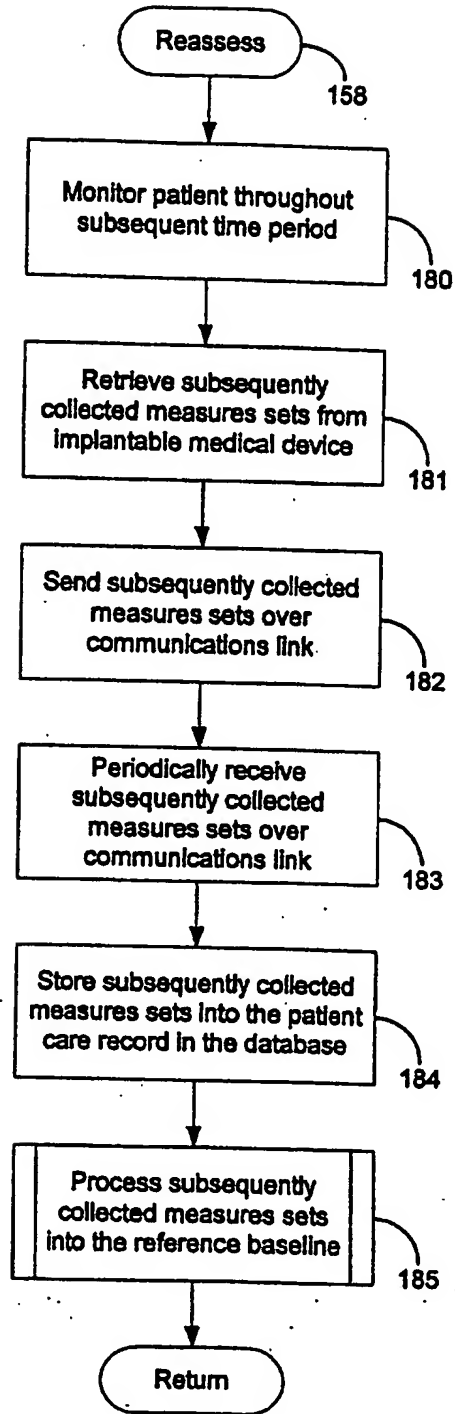 Reassess
158
Monitor patient throughout
subsequent time period
180
Retrieve subsequently
collected measures sets from
implantable medical device
181
Send subsequently collected
measures sets over
communications link
182
Periodically receive
subsequently collected
measures sets over
communications link
183
Store subsequently collected
measures sets into the patient
care record in the database
184
Process subsequently
collected measures sets
into the reference baseline
185
Return